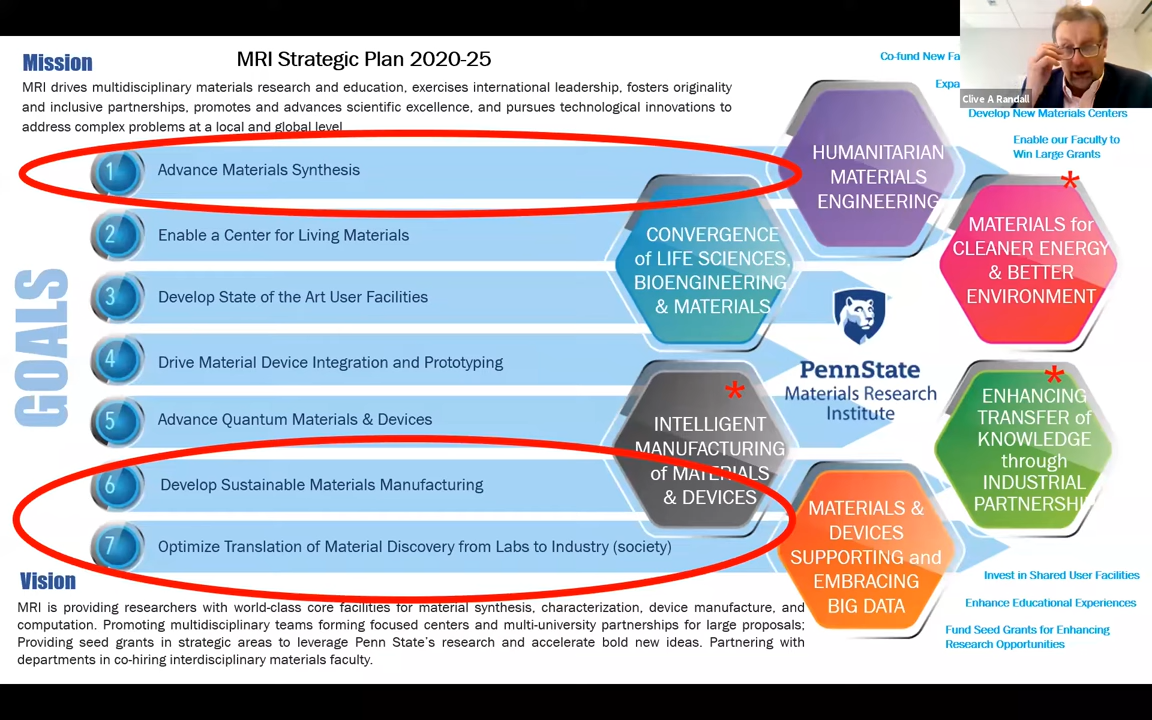 Mission
MRI Strategic Plan 2020-25
MRI drives multidisciplinary materials research and education, exercises international leadership, fosters originality
and inclusive partnerships, promotes and advances scientific excellence, and pursues technological innovations to
address complex problems at a local and global level
GOALS
1 Advance Materials Synthesis
2 Enable a Center for Living Materials
3 Develop State of the Art User Facilities
4 Drive Material Device Integration and Prototyping
5 Advance Quantum Materials & Devices
6 Develop Sustainable Materials Manufacturing
7 Optimize Translation of Material Discovery from Labs to Industry (society)
HUMANITARIAN
MATERIALS
ENGINEERING
CONVERGENCE
of LIFE SCIENCES,
BIOENGINEERING,
& MATERIALS
*
MATERIALS for
CLEANER ENERGY
& BETTER
ENVIRONMENT
PennState
Materials Research
Institute
*
INTELLIGENT
MANUFACTURING
of MATERIALS
& DEVICES
*
ENHANCING
TRANSFER of
KNOWLEDGE
through
INDUSTRIAL
PARTNERSHI
MATERIALS &
DEVICES
SUPPORTING and
EMBRACING
BIG DATA
Co-fund New Fa
Expa
Clive A Randall
Develop New Materials Centers
Enable our Faculty to
Win Large Grants
Invest in Shared User Facilities
Enhance Educational Experiences
Fund Seed Grants for Enhancing
Research Opportunities
Vision
MRI is providing researchers with world-class core facilities for material synthesis, characterization, device manufacture, and
computation. Promoting multidisciplinary teams forming focused centers and multi-university partnerships for large proposals;
Providing seed grants in strategic areas to leverage Penn State's research and accelerate bold new ideas. Partnering with
departments in co-hiring interdisciplinary materials faculty.